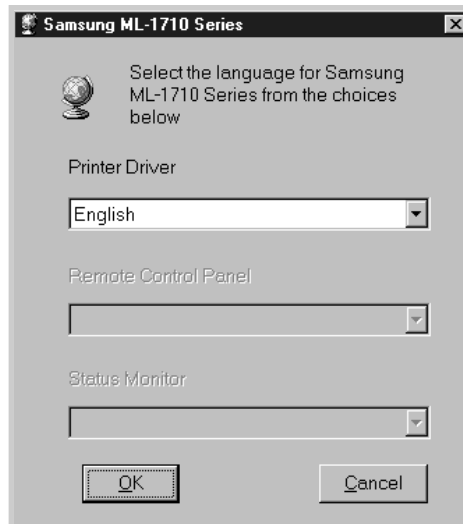 Samsung ML-1710 Series
Select the language for Samsung
ML-1710 Series from the choices
below
Printer Driver
English
Remote Control Panel
Status Monitor
OK
Cancel